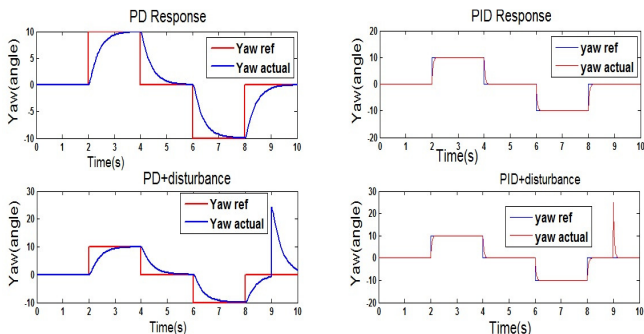 PD Response
10
5
0
-5
-10
Yaw(angle)
Yaw ref
Yaw actual
0 1 2 3 4 5 6 7 8 9 10
Time(s)
PID Response
20
10
0
-10
-20
Yaw(angle)
yaw ref
yaw actual
0 1 2 3 4 5 6 7 8 9 10
Time(s)
PD+disturbance
30
20
10
0
-10
Yaw(angle)
Yaw ref
Yaw actual
0 1 2 3 4 5 6 7 8 9 10
Time(s)
PID+disturbance
30
20
10
0
-10
-20
Yaw(angle)
yaw ref
yaw actual
0 1 2 3 4 5 6 7 8 9 10
Time(s)